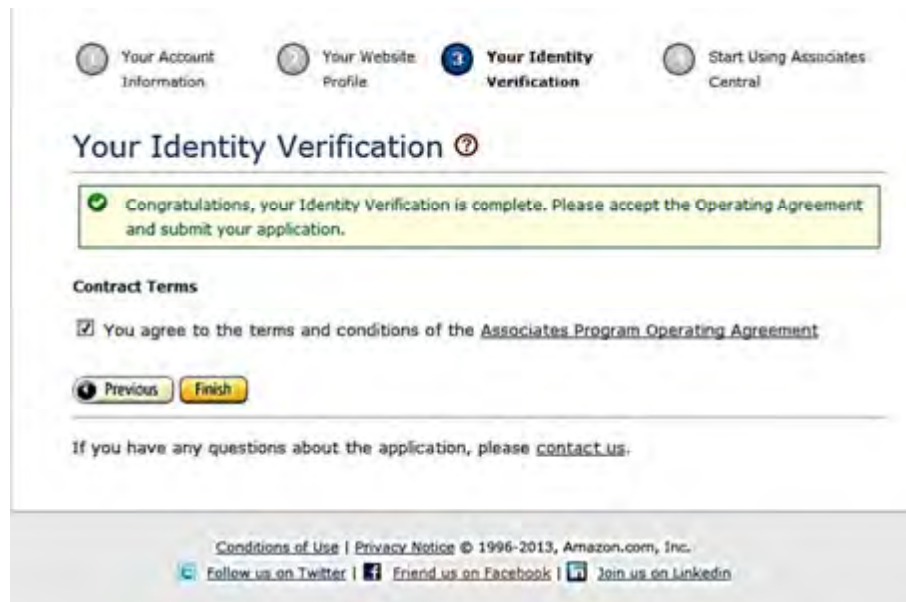 1 Your Account
Information
2 Your Website
Profile
3 Your Identity
Verification
4 Start Using Associates
Central
Your Identity Verification ?
Congratulations, your Identity Verification is complete. Please accept the Operating Agreement
and submit your application.
Contract Terms
You agree to the terms and conditions of the Associates Program Operating Agreement
Previous Finish
If you have any questions about the application, please contact us.
Conditions of Use | Privacy Notice © 1996-2013, Amazon.com, Inc.
Follow us on Twitter | Friend us on Facebook | Join us on Linkedin